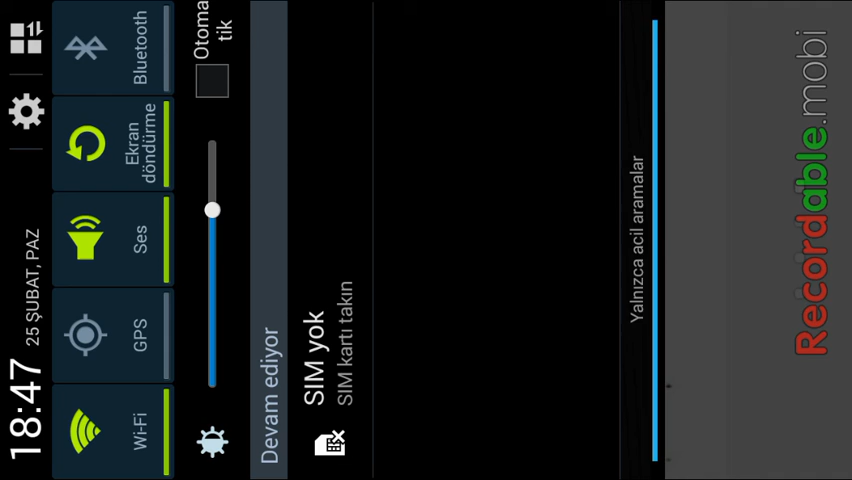 18:47 25 ŞUBAT, PAZ
Wi-Fi
GPS
Ses
Ekran
döndürme
Bluetooth
Otoma
tik
Devam ediyor
SIM yok
SIM kartı takın
Yalnızca acil aramalar
Recordable.mobi